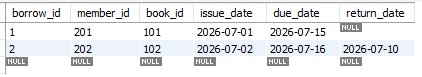 borrow_id member_id book_id issue_date due_date return_date
1 201 101 2026-07-01 2026-07-15 NULL
2 202 102 2026-07-02 2026-07-16 2026-07-10
NULL NULL NULL NULL NULL NULL